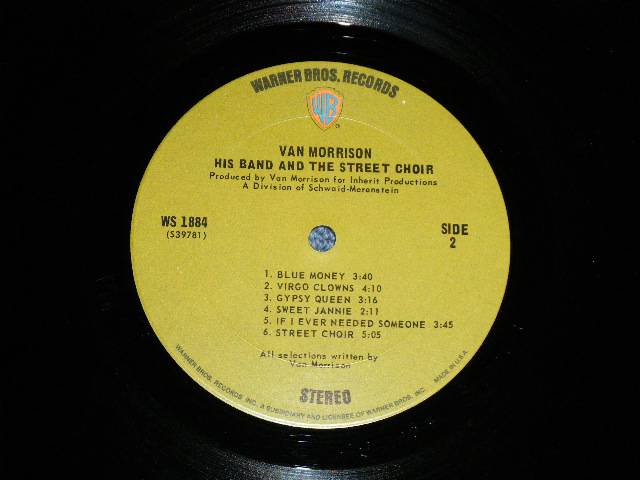 WARNER BROS. RECORDS
WB
®
VAN MORRISON
HIS BAND AND THE STREET CHOIR
Produced by Van Morrison for Inherit Productions
A Division of Schwaid-Merenstein
WS 1884
(S39781)
SIDE
2
1. BLUE MONEY 3:40
2. VIRGO CLOWNS 4:10
3. GYPSY QUEEN 3:16
4. SWEET JANNIE 2:11
5. IF I EVER NEEDED SOMEONE 3:45
6. STREET CHOIR 5:05
All selections written by
Van Morrison
STEREO
WARNER BROS. RECORDS, INC. A SUBSIDIARY AND LICENSEE OF WARNER BROS. INC. MADE IN U.S.A.